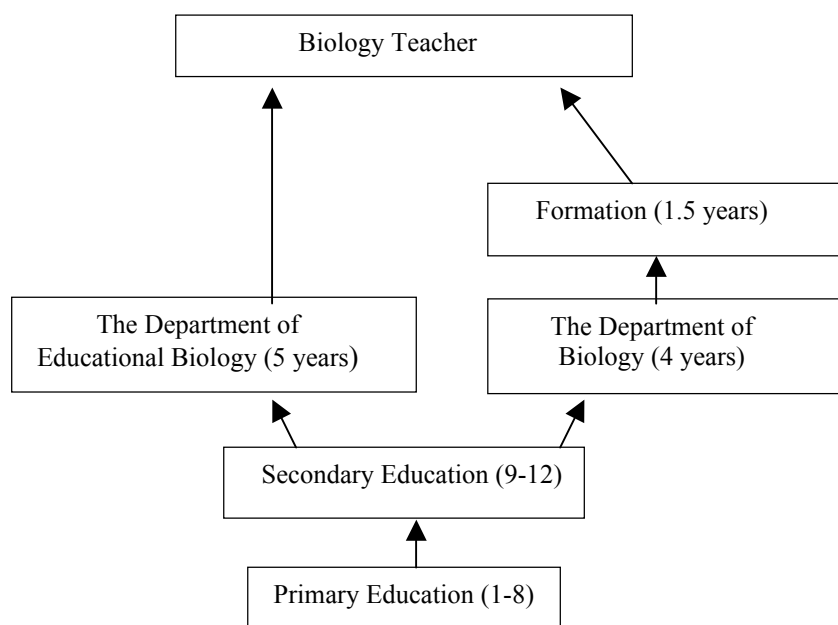 Biology Teacher
Formation (1.5 years)
The Department of
Educational Biology (5 years)
The Department of
Biology (4 years)
Secondary Education (9-12)
Primary Education (1-8)